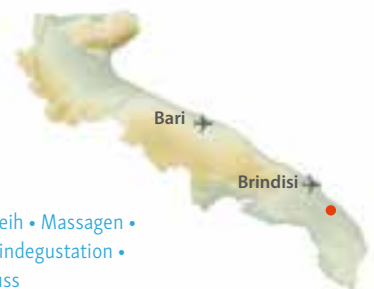 Bari
Brindisi
eih • Massagen •
indegustation •
uss